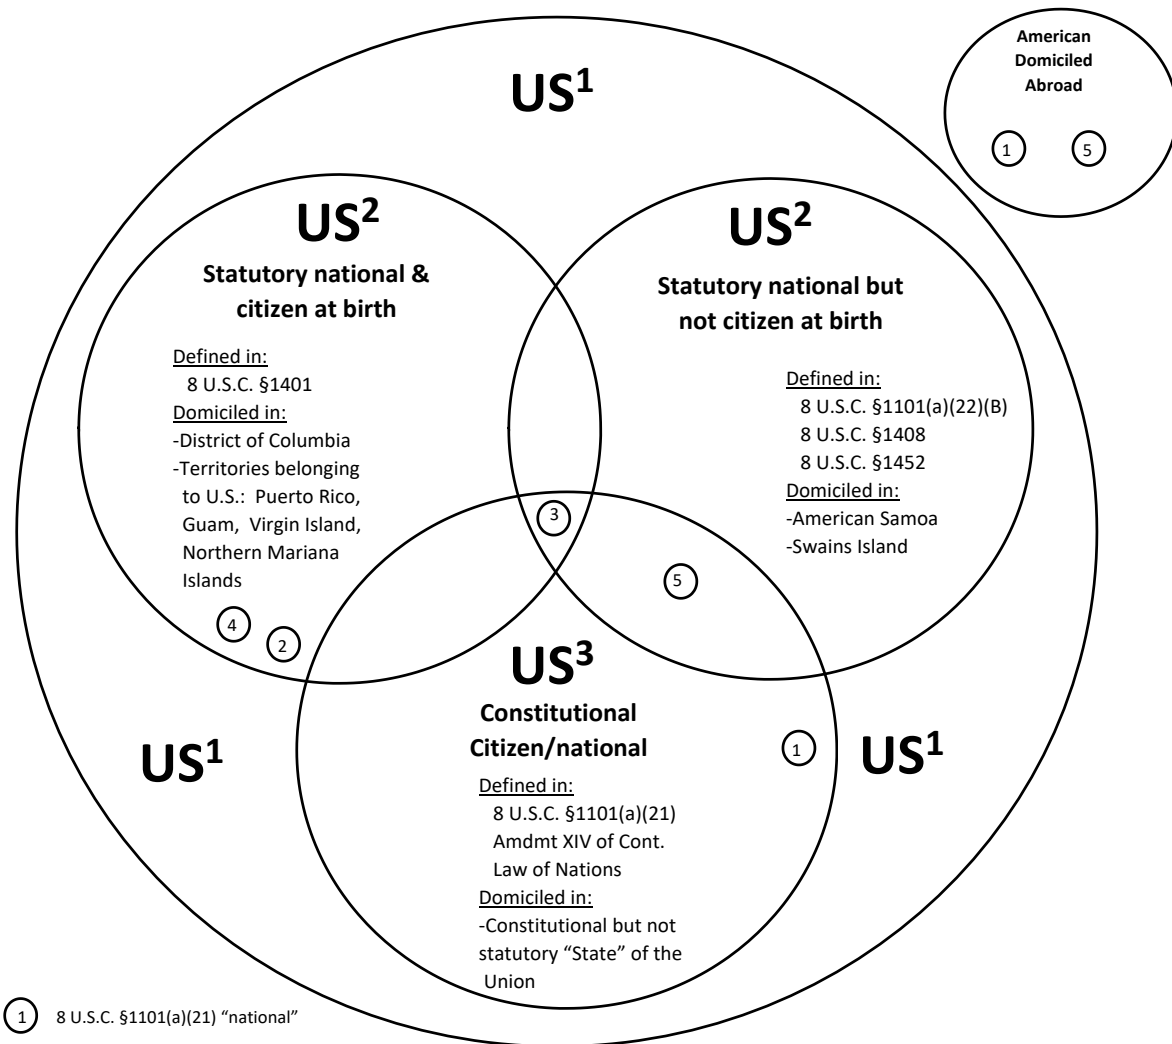 US¹
American
Domiciled
Abroad
1 5
US²
Statutory national &
citizen at birth
Defined in:
8 U.S.C. §1401
Domiciled in:
-District of Columbia
-Territories belonging
to U.S.: Puerto Rico,
Guam, Virgin Island,
Northern Mariana
Islands
4
2
US²
Statutory national but
not citizen at birth
Defined in:
8 U.S.C. §1101(a)(22)(B)
8 U.S.C. §1408
8 U.S.C. §1452
Domiciled in:
-American Samoa
-Swains Island
3
5
US³
Constitutional
Citizen/national
Defined in:
8 U.S.C. §1101(a)(21)
Amdmt XIV of Cont.
Law of Nations
Domiciled in:
-Constitutional but not
statutory “State” of the
Union
1
US¹
US¹
1 8 U.S.C. §1101(a)(21) “national”